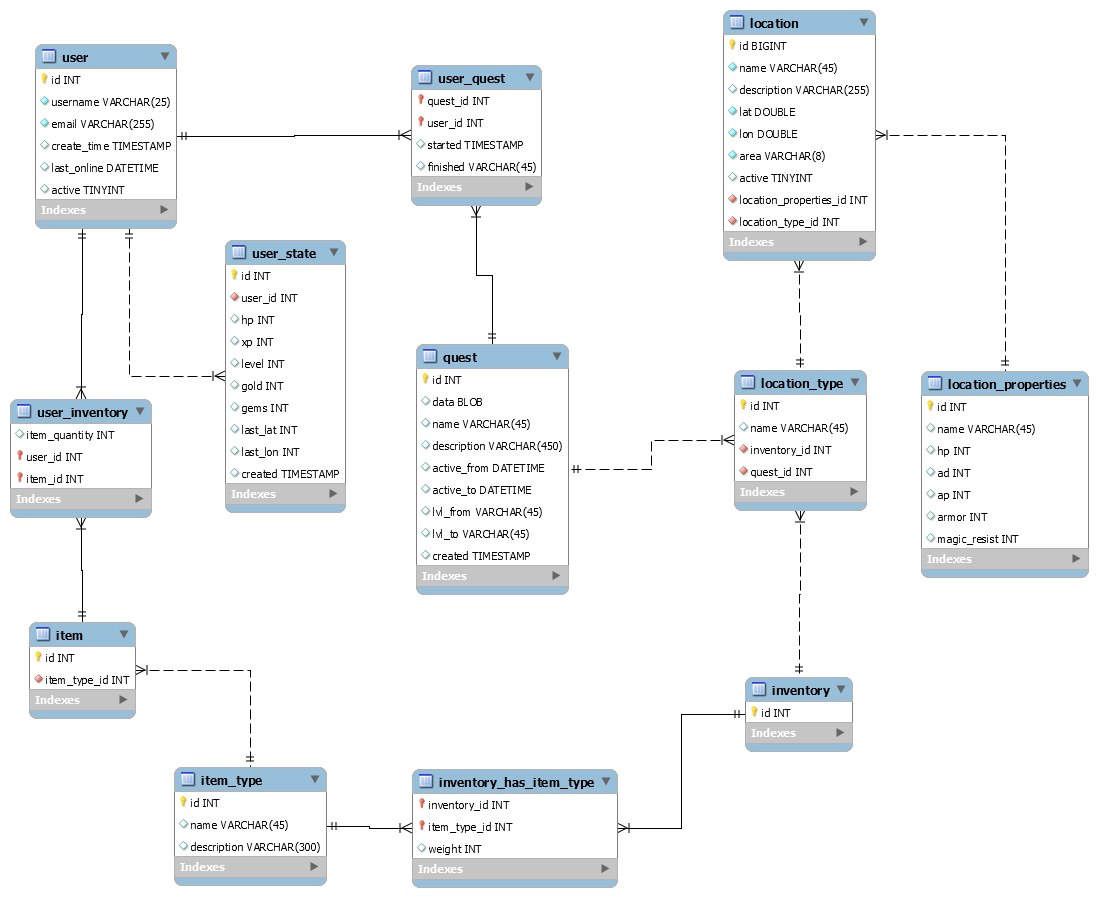 user
id INT
username VARCHAR(25)
email VARCHAR(255)
create_time TIMESTAMP
last_online DATETIME
active TINYINT
Indexes
user_quest
quest_id INT
user_id INT
started TIMESTAMP
finished VARCHAR(45)
Indexes
location
id BIGINT
name VARCHAR(45)
description VARCHAR(255)
lat DOUBLE
lon DOUBLE
area VARCHAR(8)
active TINYINT
location_properties_id INT
location_type_id INT
Indexes
user_state
id INT
user_id INT
hp INT
xp INT
level INT
gold INT
gems INT
last_lat INT
last_lon INT
created TIMESTAMP
Indexes
quest
id INT
data BLOB
name VARCHAR(45)
description VARCHAR(450)
active_from DATETIME
active_to DATETIME
lvl_from VARCHAR(45)
lvl_to VARCHAR(45)
created TIMESTAMP
Indexes
location_type
id INT
name VARCHAR(45)
inventory_id INT
quest_id INT
Indexes
location_properties
id INT
name VARCHAR(45)
hp INT
ad INT
ap INT
armor INT
magic_resist INT
Indexes
user_inventory
item_quantity INT
user_id INT
item_id INT
Indexes
item
id INT
item_type_id INT
Indexes
inventory
id INT
Indexes
item_type
id INT
name VARCHAR(45)
description VARCHAR(300)
Indexes
inventory_has_item_type
inventory_id INT
item_type_id INT
weight INT
Indexes